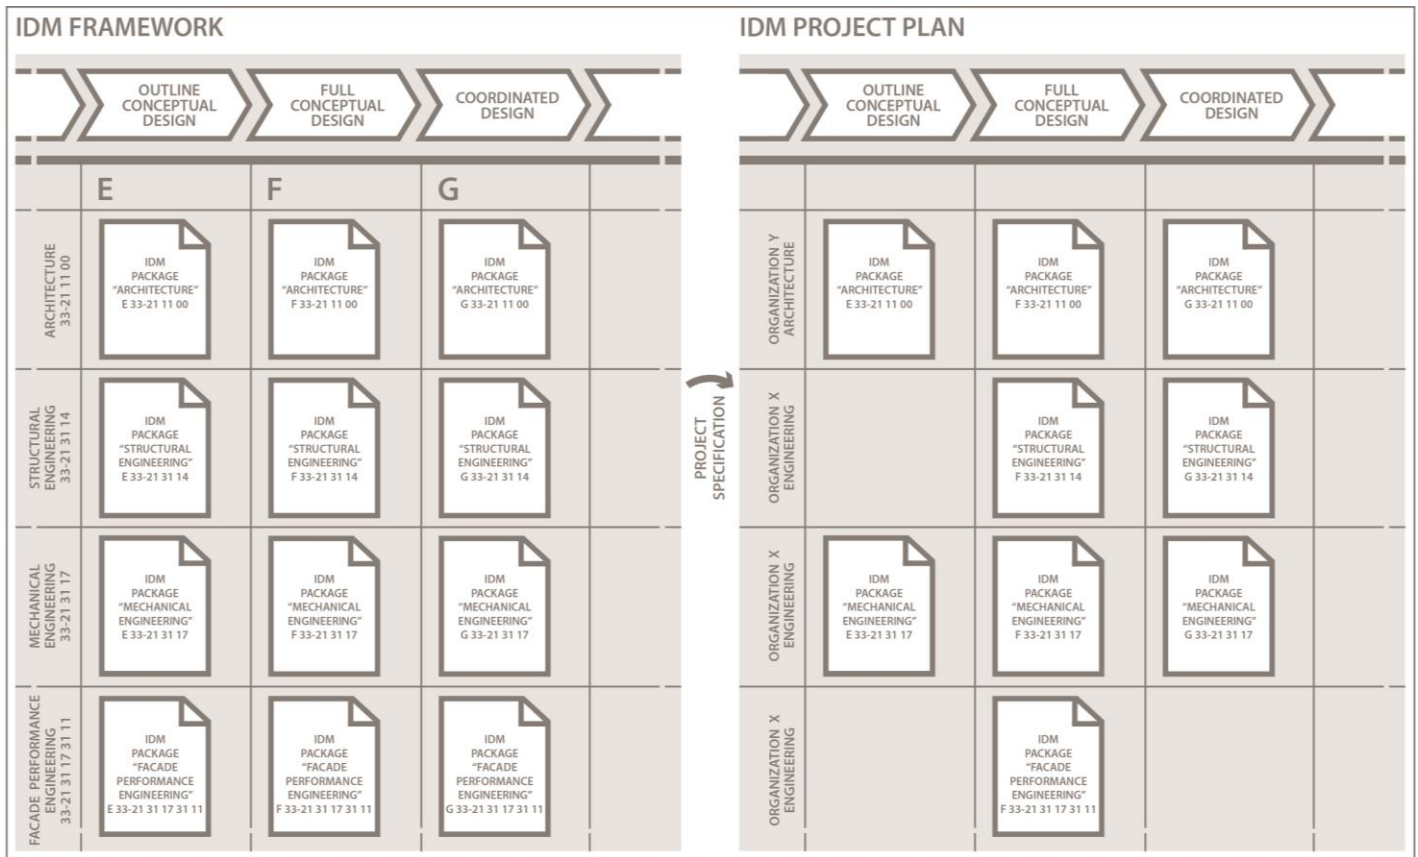 IDM FRAMEWORK
OUTLINE
CONCEPTUAL
DESIGN
FULL
CONCEPTUAL
DESIGN
COORDINATED
DESIGN
E
F
G
ARCHITECTURE
33-21 11 00
IDM
PACKAGE
"ARCHITECTURE"
E 33-21 11 00
IDM
PACKAGE
"ARCHITECTURE"
F 33-21 11 00
IDM
PACKAGE
"ARCHITECTURE"
G 33-21 11 00
STRUCTURAL
ENGINEERING
33-21 31 14
IDM
PACKAGE
"STRUCTURAL
ENGINEERING"
E 33-21 31 14
IDM
PACKAGE
"STRUCTURAL
ENGINEERING"
F 33-21 31 14
IDM
PACKAGE
"STRUCTURAL
ENGINEERING"
G 33-21 31 14
MECHANICAL
ENGINEERING
33-21 31 17
IDM
PACKAGE
"MECHANICAL
ENGINEERING"
E 33-21 31 17
IDM
PACKAGE
"MECHANICAL
ENGINEERING"
F 33-21 31 17
IDM
PACKAGE
"MECHANICAL
ENGINEERING"
G 33-21 31 17
FACADE PERFORMANCE
ENGINEERING
33-21 31 17 31 11
IDM
PACKAGE
"FACADE
PERFORMANCE
ENGINEERING"
E 33-21 31 17 31 11
IDM
PACKAGE
"FACADE
PERFORMANCE
ENGINEERING"
F 33-21 31 17 31 11
IDM
PACKAGE
"FACADE
PERFORMANCE
ENGINEERING"
G 33-21 31 17 31 11
PROJECT
SPECIFICATION
IDM PROJECT PLAN
OUTLINE
CONCEPTUAL
DESIGN
FULL
CONCEPTUAL
DESIGN
COORDINATED
DESIGN
ORGANIZATION Y
ARCHITECTURE
IDM
PACKAGE
"ARCHITECTURE"
E 33-21 11 00
IDM
PACKAGE
"ARCHITECTURE"
F 33-21 11 00
IDM
PACKAGE
"ARCHITECTURE"
G 33-21 11 00
ORGANIZATION X
ENGINEERING
IDM
PACKAGE
"STRUCTURAL
ENGINEERING"
F 33-21 31 14
IDM
PACKAGE
"STRUCTURAL
ENGINEERING"
G 33-21 31 14
ORGANIZATION X
ENGINEERING
IDM
PACKAGE
"MECHANICAL
ENGINEERING"
E 33-21 31 17
IDM
PACKAGE
"MECHANICAL
ENGINEERING"
F 33-21 31 17
IDM
PACKAGE
"MECHANICAL
ENGINEERING"
G 33-21 31 17
ORGANIZATION X
ENGINEERING
IDM
PACKAGE
"FACADE
PERFORMANCE
ENGINEERING"
F 33-21 31 17 31 11